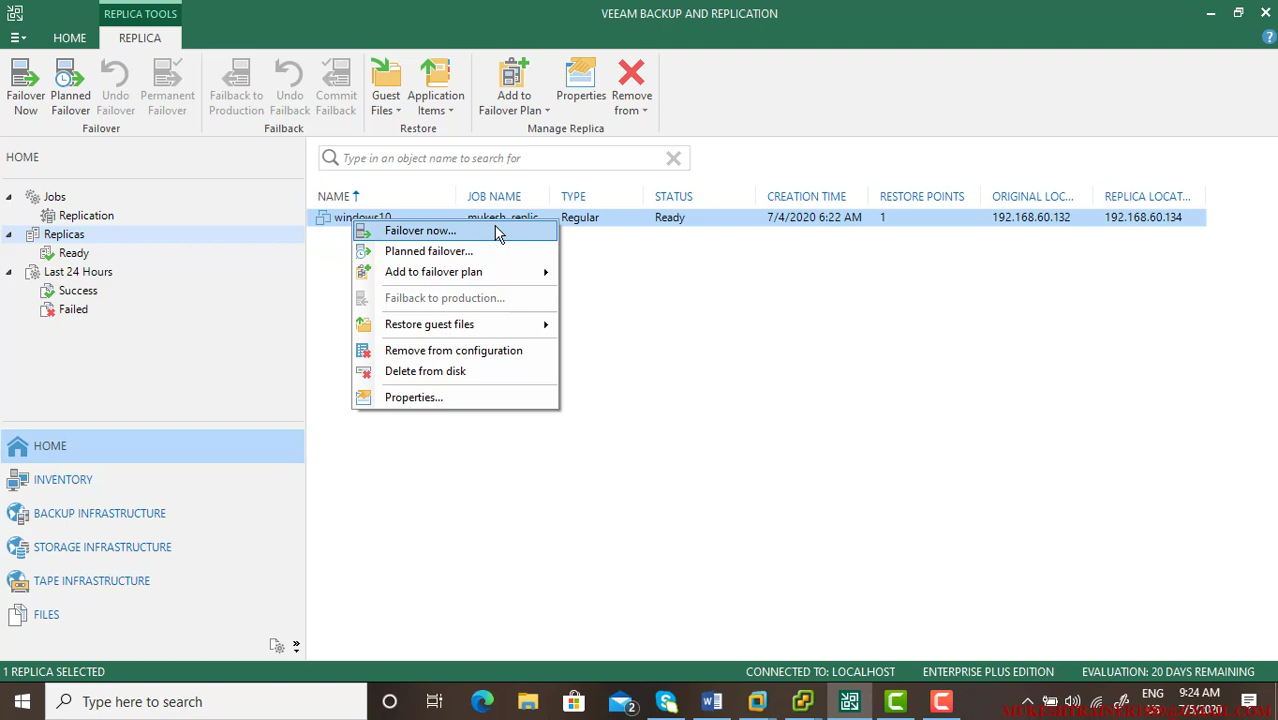 REPLICA TOOLS
VEEAM BACKUP AND REPLICATION
HOME
REPLICA
Failover Now
Planned Failover
Undo Failover
Permanent Failover
Failover
Failback to Production
Undo Failback
Commit Failback
Failback
Guest Files
Application Items
Restore
Add to Failover Plan
Properties
Remove from
Manage Replica
HOME
Type in an object name to search for
Jobs
Replication
Replicas
Ready
Last 24 Hours
Success
Failed
NAME JOB NAME TYPE STATUS CREATION TIME RESTORE POINTS ORIGINAL LOC... REPLICA LOCAT...
windows10 mukesh_replic... Regular Ready 7/4/2020 6:22 AM 1 192.168.60.132 192.168.60.134
Failover now...
Planned failover...
Add to failover plan
Failback to production...
Restore guest files
Remove from configuration
Delete from disk
Properties...
HOME
INVENTORY
BACKUP INFRASTRUCTURE
STORAGE INFRASTRUCTURE
TAPE INFRASTRUCTURE
FILES
1 REPLICA SELECTED
CONNECTED TO: LOCALHOST
ENTERPRISE PLUS EDITION
EVALUATION: 20 DAYS REMAINING
Type here to search
2
ENG
9:24 AM
7/5/2020